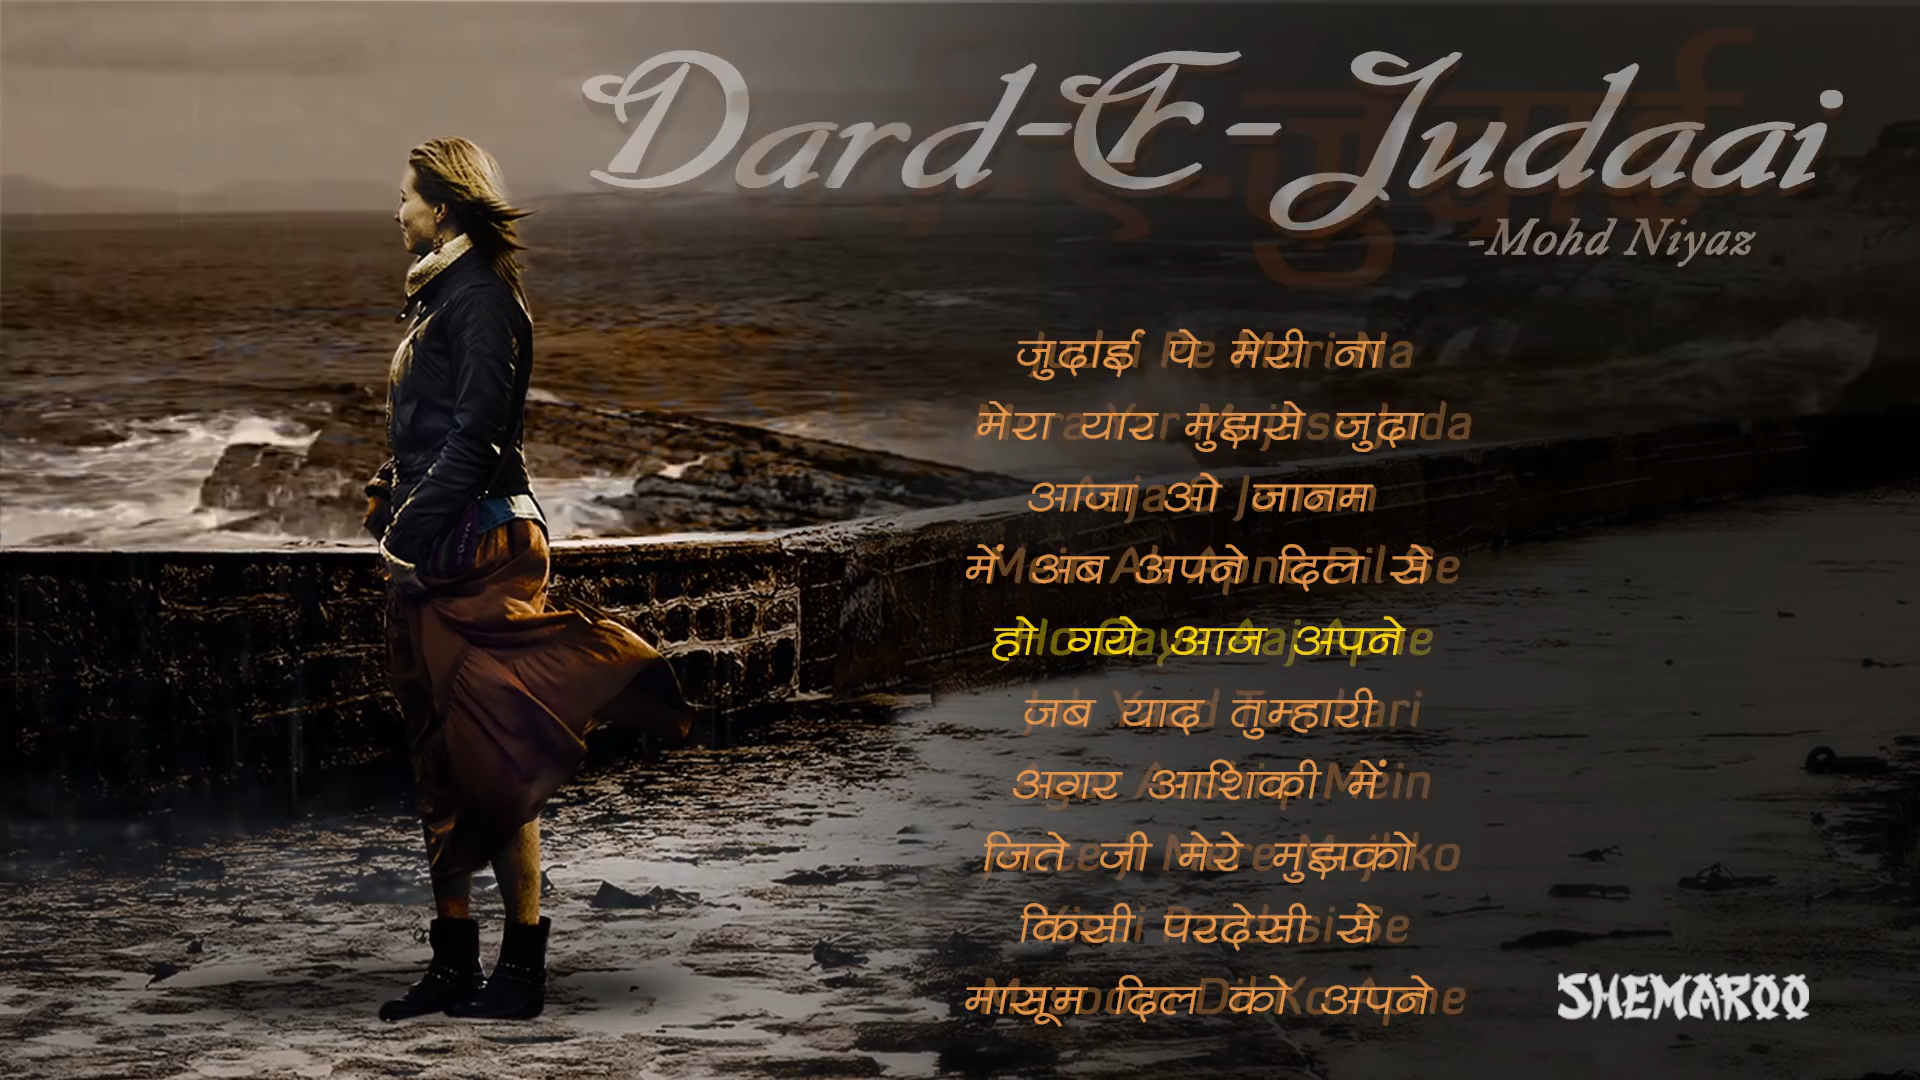 Dard-E-Judaai
-Mohd Niyaz
जुदाई पे मेरी ना
मेरा यार मुझसे जुदा
आजा ओ जानम
में अब अपने दिल से
हो गये आज अपने
जब याद तुम्हारी
अगर आशिकी में
जिते जी मेरे मुझको
किसी परदेसी से
मासूम दिल को अपने
SHEMAROO